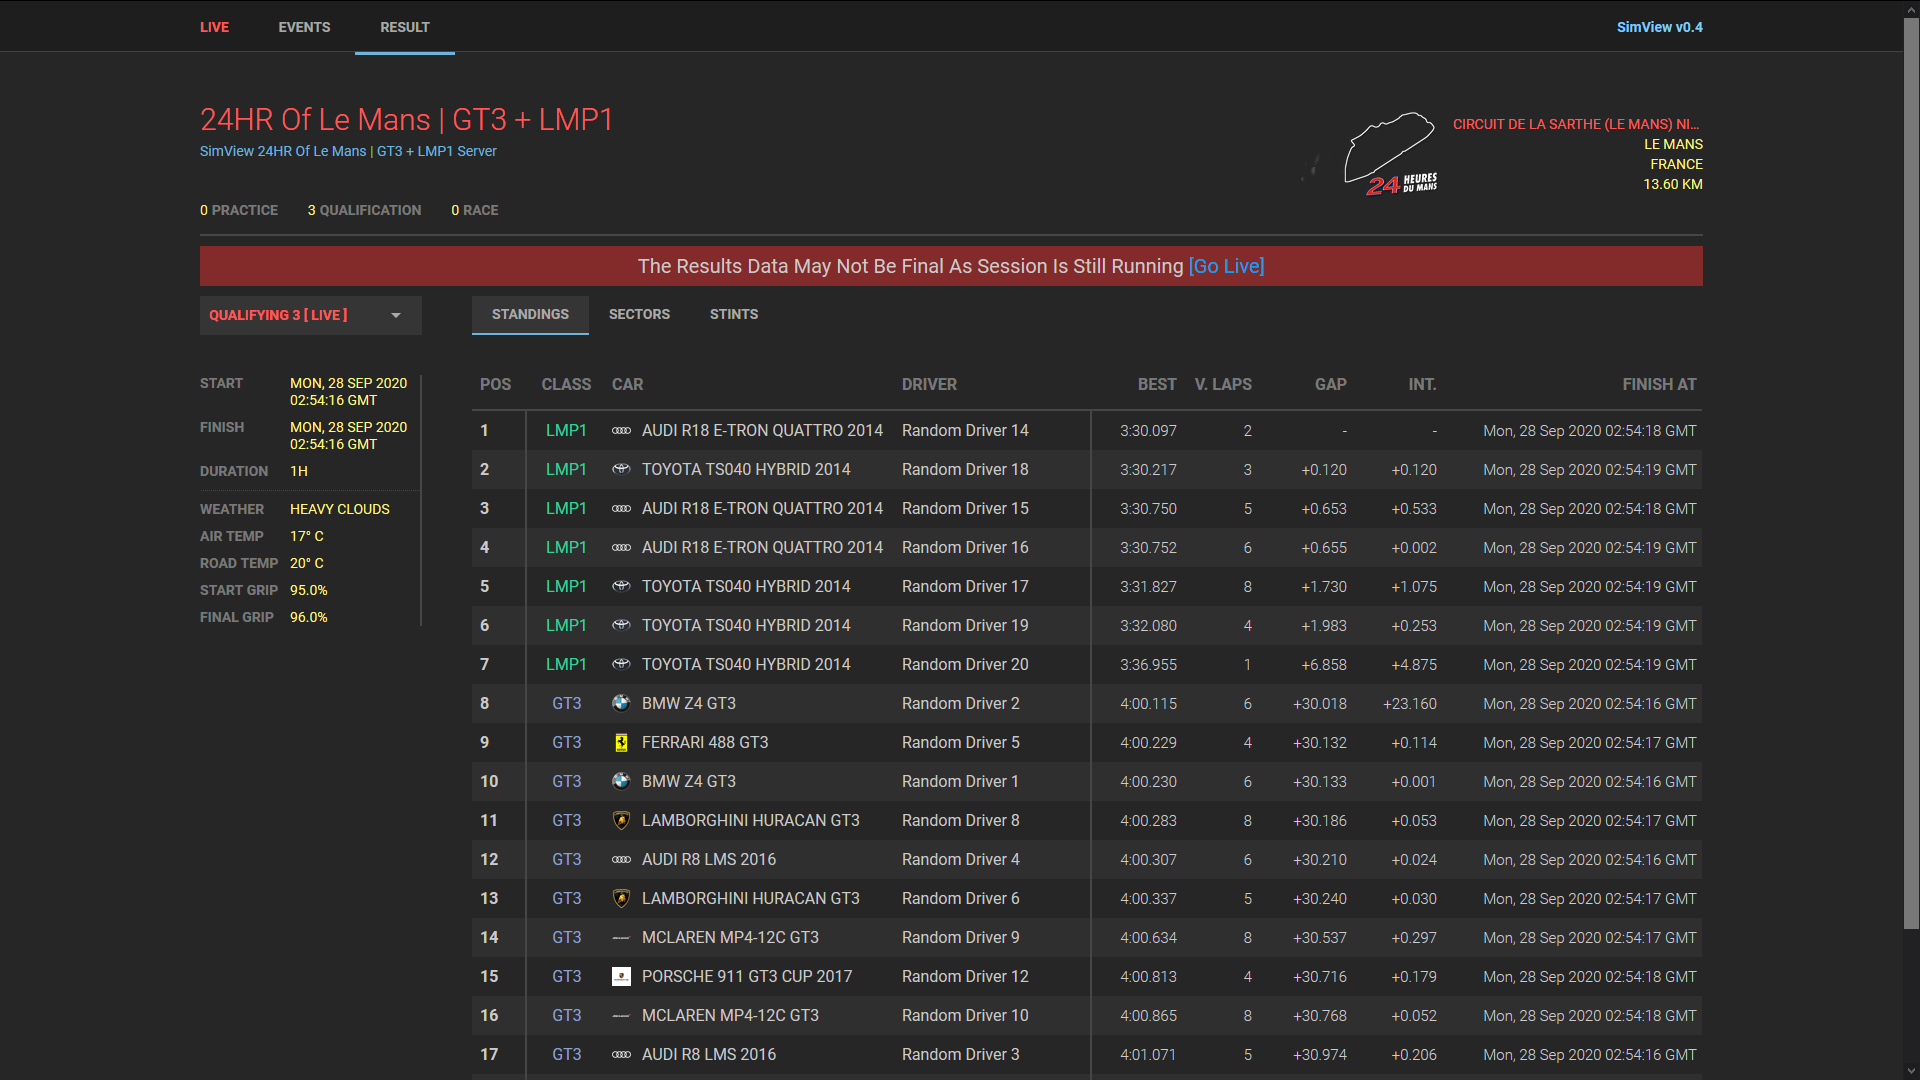 LIVE EVENTS RESULT SimView v0.4
24HR Of Le Mans | GT3 + LMP1
SimView 24HR Of Le Mans | GT3 + LMP1 Server
0 PRACTICE 3 QUALIFICATION 0 RACE
24 HEURES DU MANS
CIRCUIT DE LA SARTHE (LE MANS) NI...
LE MANS
FRANCE
13.60 KM
The Results Data May Not Be Final As Session Is Still Running [Go Live]
QUALIFYING 3 [ LIVE ]
START MON, 28 SEP 2020
02:54:16 GMT
FINISH MON, 28 SEP 2020
02:54:16 GMT
DURATION 1H
WEATHER HEAVY CLOUDS
AIR TEMP 17° C
ROAD TEMP 20° C
START GRIP 95.0%
FINAL GRIP 96.0%
STANDINGS SECTORS STINTS
POS CLASS CAR DRIVER BEST V. LAPS GAP INT. FINISH AT
1 LMP1 AUDI R18 E-TRON QUATTRO 2014 Random Driver 14 3:30.097 2 - - Mon, 28 Sep 2020 02:54:18 GMT
2 LMP1 TOYOTA TS040 HYBRID 2014 Random Driver 18 3:30.217 3 +0.120 +0.120 Mon, 28 Sep 2020 02:54:19 GMT
3 LMP1 AUDI R18 E-TRON QUATTRO 2014 Random Driver 15 3:30.750 5 +0.653 +0.533 Mon, 28 Sep 2020 02:54:18 GMT
4 LMP1 AUDI R18 E-TRON QUATTRO 2014 Random Driver 16 3:30.752 6 +0.655 +0.002 Mon, 28 Sep 2020 02:54:19 GMT
5 LMP1 TOYOTA TS040 HYBRID 2014 Random Driver 17 3:31.827 8 +1.730 +1.075 Mon, 28 Sep 2020 02:54:19 GMT
6 LMP1 TOYOTA TS040 HYBRID 2014 Random Driver 19 3:32.080 4 +1.983 +0.253 Mon, 28 Sep 2020 02:54:19 GMT
7 LMP1 TOYOTA TS040 HYBRID 2014 Random Driver 20 3:36.955 1 +6.858 +4.875 Mon, 28 Sep 2020 02:54:19 GMT
8 GT3 BMW Z4 GT3 Random Driver 2 4:00.115 6 +30.018 +23.160 Mon, 28 Sep 2020 02:54:16 GMT
9 GT3 FERRARI 488 GT3 Random Driver 5 4:00.229 4 +30.132 +0.114 Mon, 28 Sep 2020 02:54:17 GMT
10 GT3 BMW Z4 GT3 Random Driver 1 4:00.230 6 +30.133 +0.001 Mon, 28 Sep 2020 02:54:16 GMT
11 GT3 LAMBORGHINI HURACAN GT3 Random Driver 8 4:00.283 8 +30.186 +0.053 Mon, 28 Sep 2020 02:54:17 GMT
12 GT3 AUDI R8 LMS 2016 Random Driver 4 4:00.307 6 +30.210 +0.024 Mon, 28 Sep 2020 02:54:16 GMT
13 GT3 LAMBORGHINI HURACAN GT3 Random Driver 6 4:00.337 5 +30.240 +0.030 Mon, 28 Sep 2020 02:54:17 GMT
14 GT3 MCLAREN MP4-12C GT3 Random Driver 9 4:00.634 8 +30.537 +0.297 Mon, 28 Sep 2020 02:54:17 GMT
15 GT3 PORSCHE 911 GT3 CUP 2017 Random Driver 12 4:00.813 4 +30.716 +0.179 Mon, 28 Sep 2020 02:54:18 GMT
16 GT3 MCLAREN MP4-12C GT3 Random Driver 10 4:00.865 8 +30.768 +0.052 Mon, 28 Sep 2020 02:54:18 GMT
17 GT3 AUDI R8 LMS 2016 Random Driver 3 4:01.071 5 +30.974 +0.206 Mon, 28 Sep 2020 02:54:16 GMT